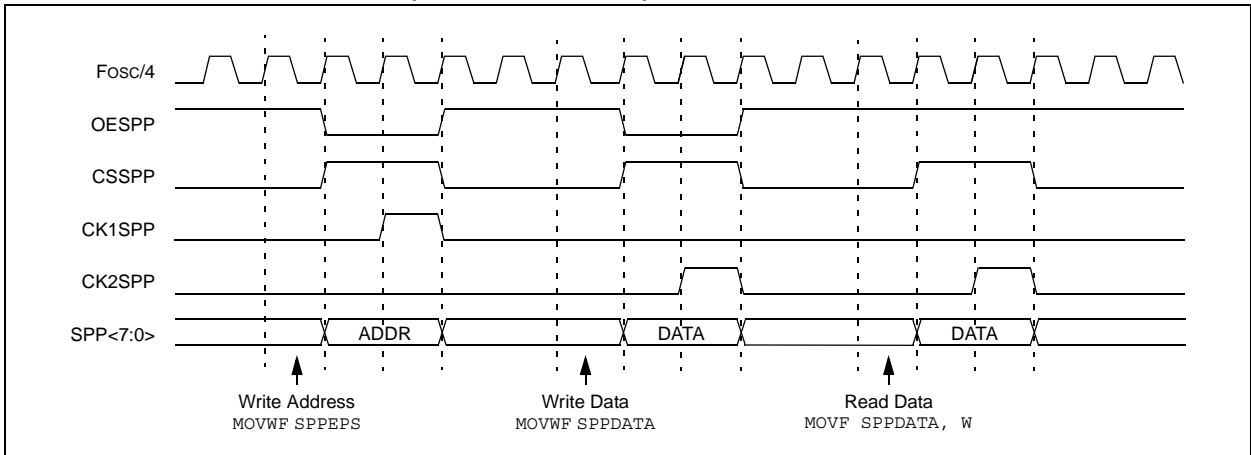 Fosc/4
OESPP
CSSPP
CK1SPP
CK2SPP
SPP<7:0> ADDR DATA DATA
Write Address Write Data Read Data
MOVWF SPPEPS MOVWF SPPDATA MOVF SPPDATA, W